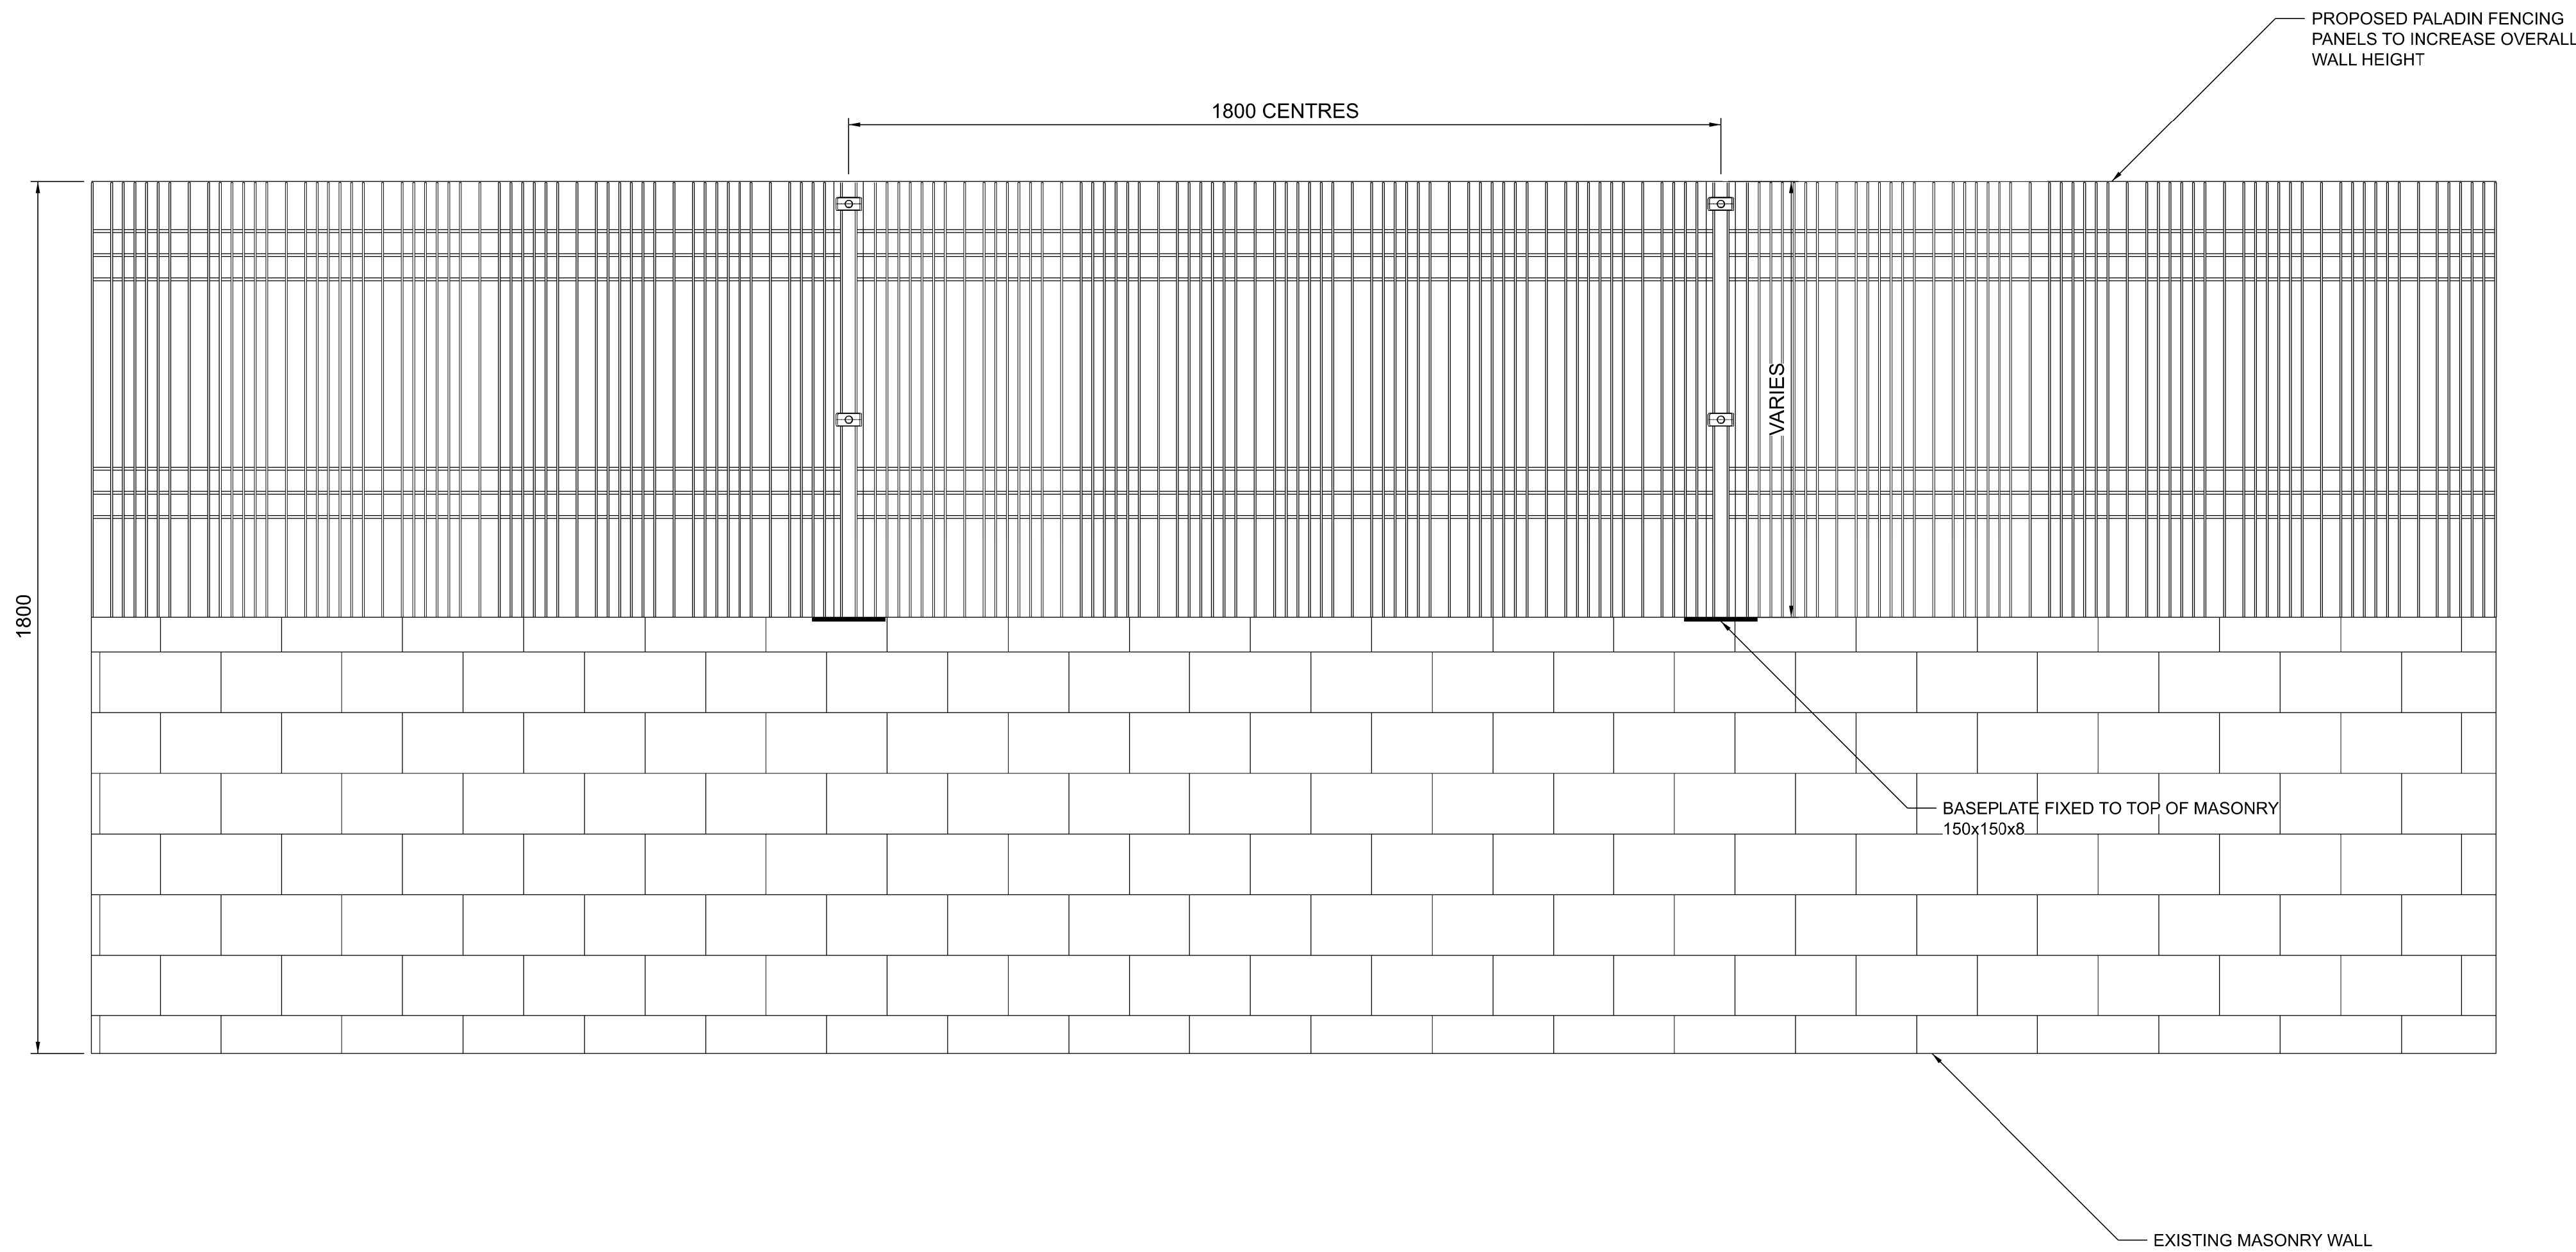 PROPOSED PALADIN FENCING
PANELS TO INCREASE OVERALL
WALL HEIGHT
1800 CENTRES
VARIES
1800
BASEPLATE FIXED TO TOP OF MASONRY
150x150x8
EXISTING MASONRY WALL